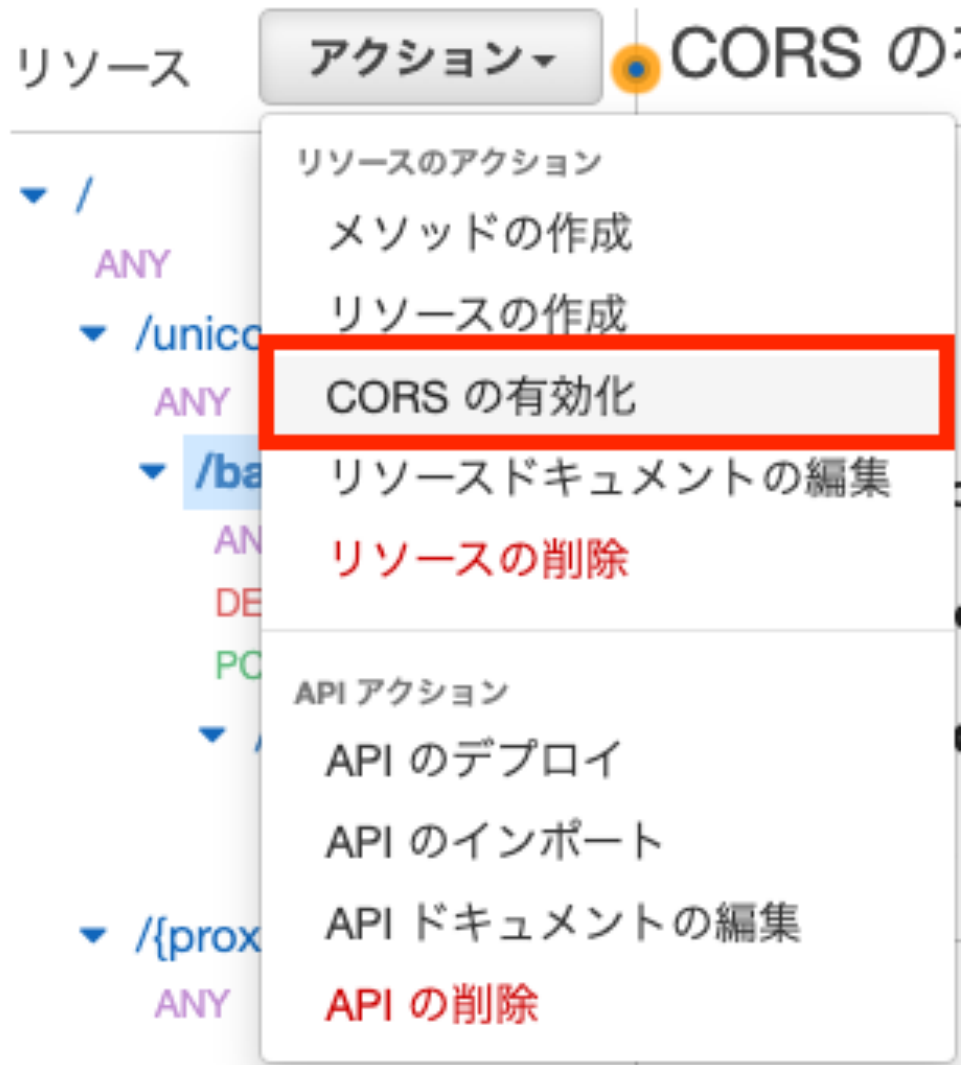 リソース
アクション
CORS の
/
ANY
/unico
ANY
/ba
AN
DE
PO
/
/{prox
ANY
リソースのアクション
メソッドの作成
リソースの作成
CORS の有効化
リソースドキュメントの編集
リソースの削除
API アクション
API のデプロイ
API のインポート
API ドキュメントの編集
API の削除